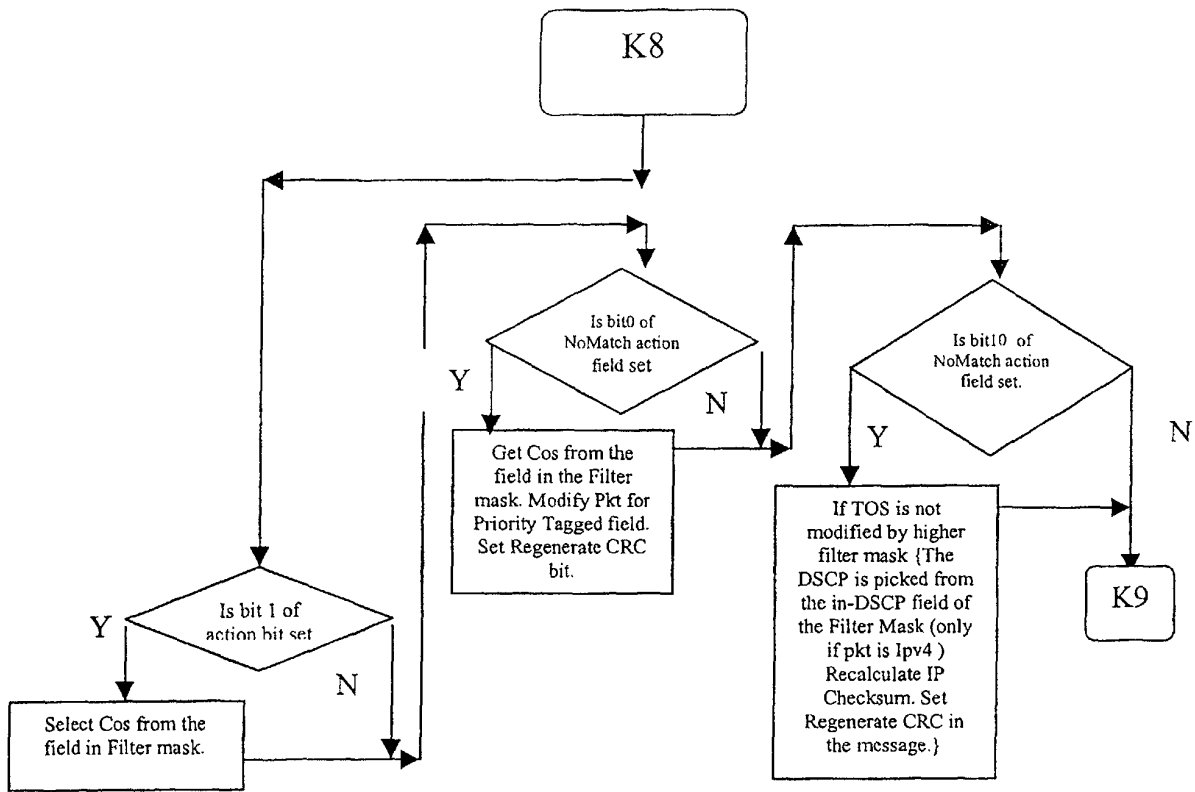 K8
Is bit0 of
NoMatch action
field set
Y
N
Get Cos from the
field in the Filter
mask. Modify Pkt for
Priority Tagged field.
Set Regenerate CRC
bit.
Is bit10 of
NoMatch action
field set.
Y
N
If TOS is not
modified by higher
filter mask {The
DSCP is picked from
the in-DSCP field of
the Filter Mask (only
if pkt is Ipv4 )
Recalculate IP
Checksum. Set
Regenerate CRC in
the message.}
K9
Is bit 1 of
action bit set
Y
N
Select Cos from the
field in Filter mask.